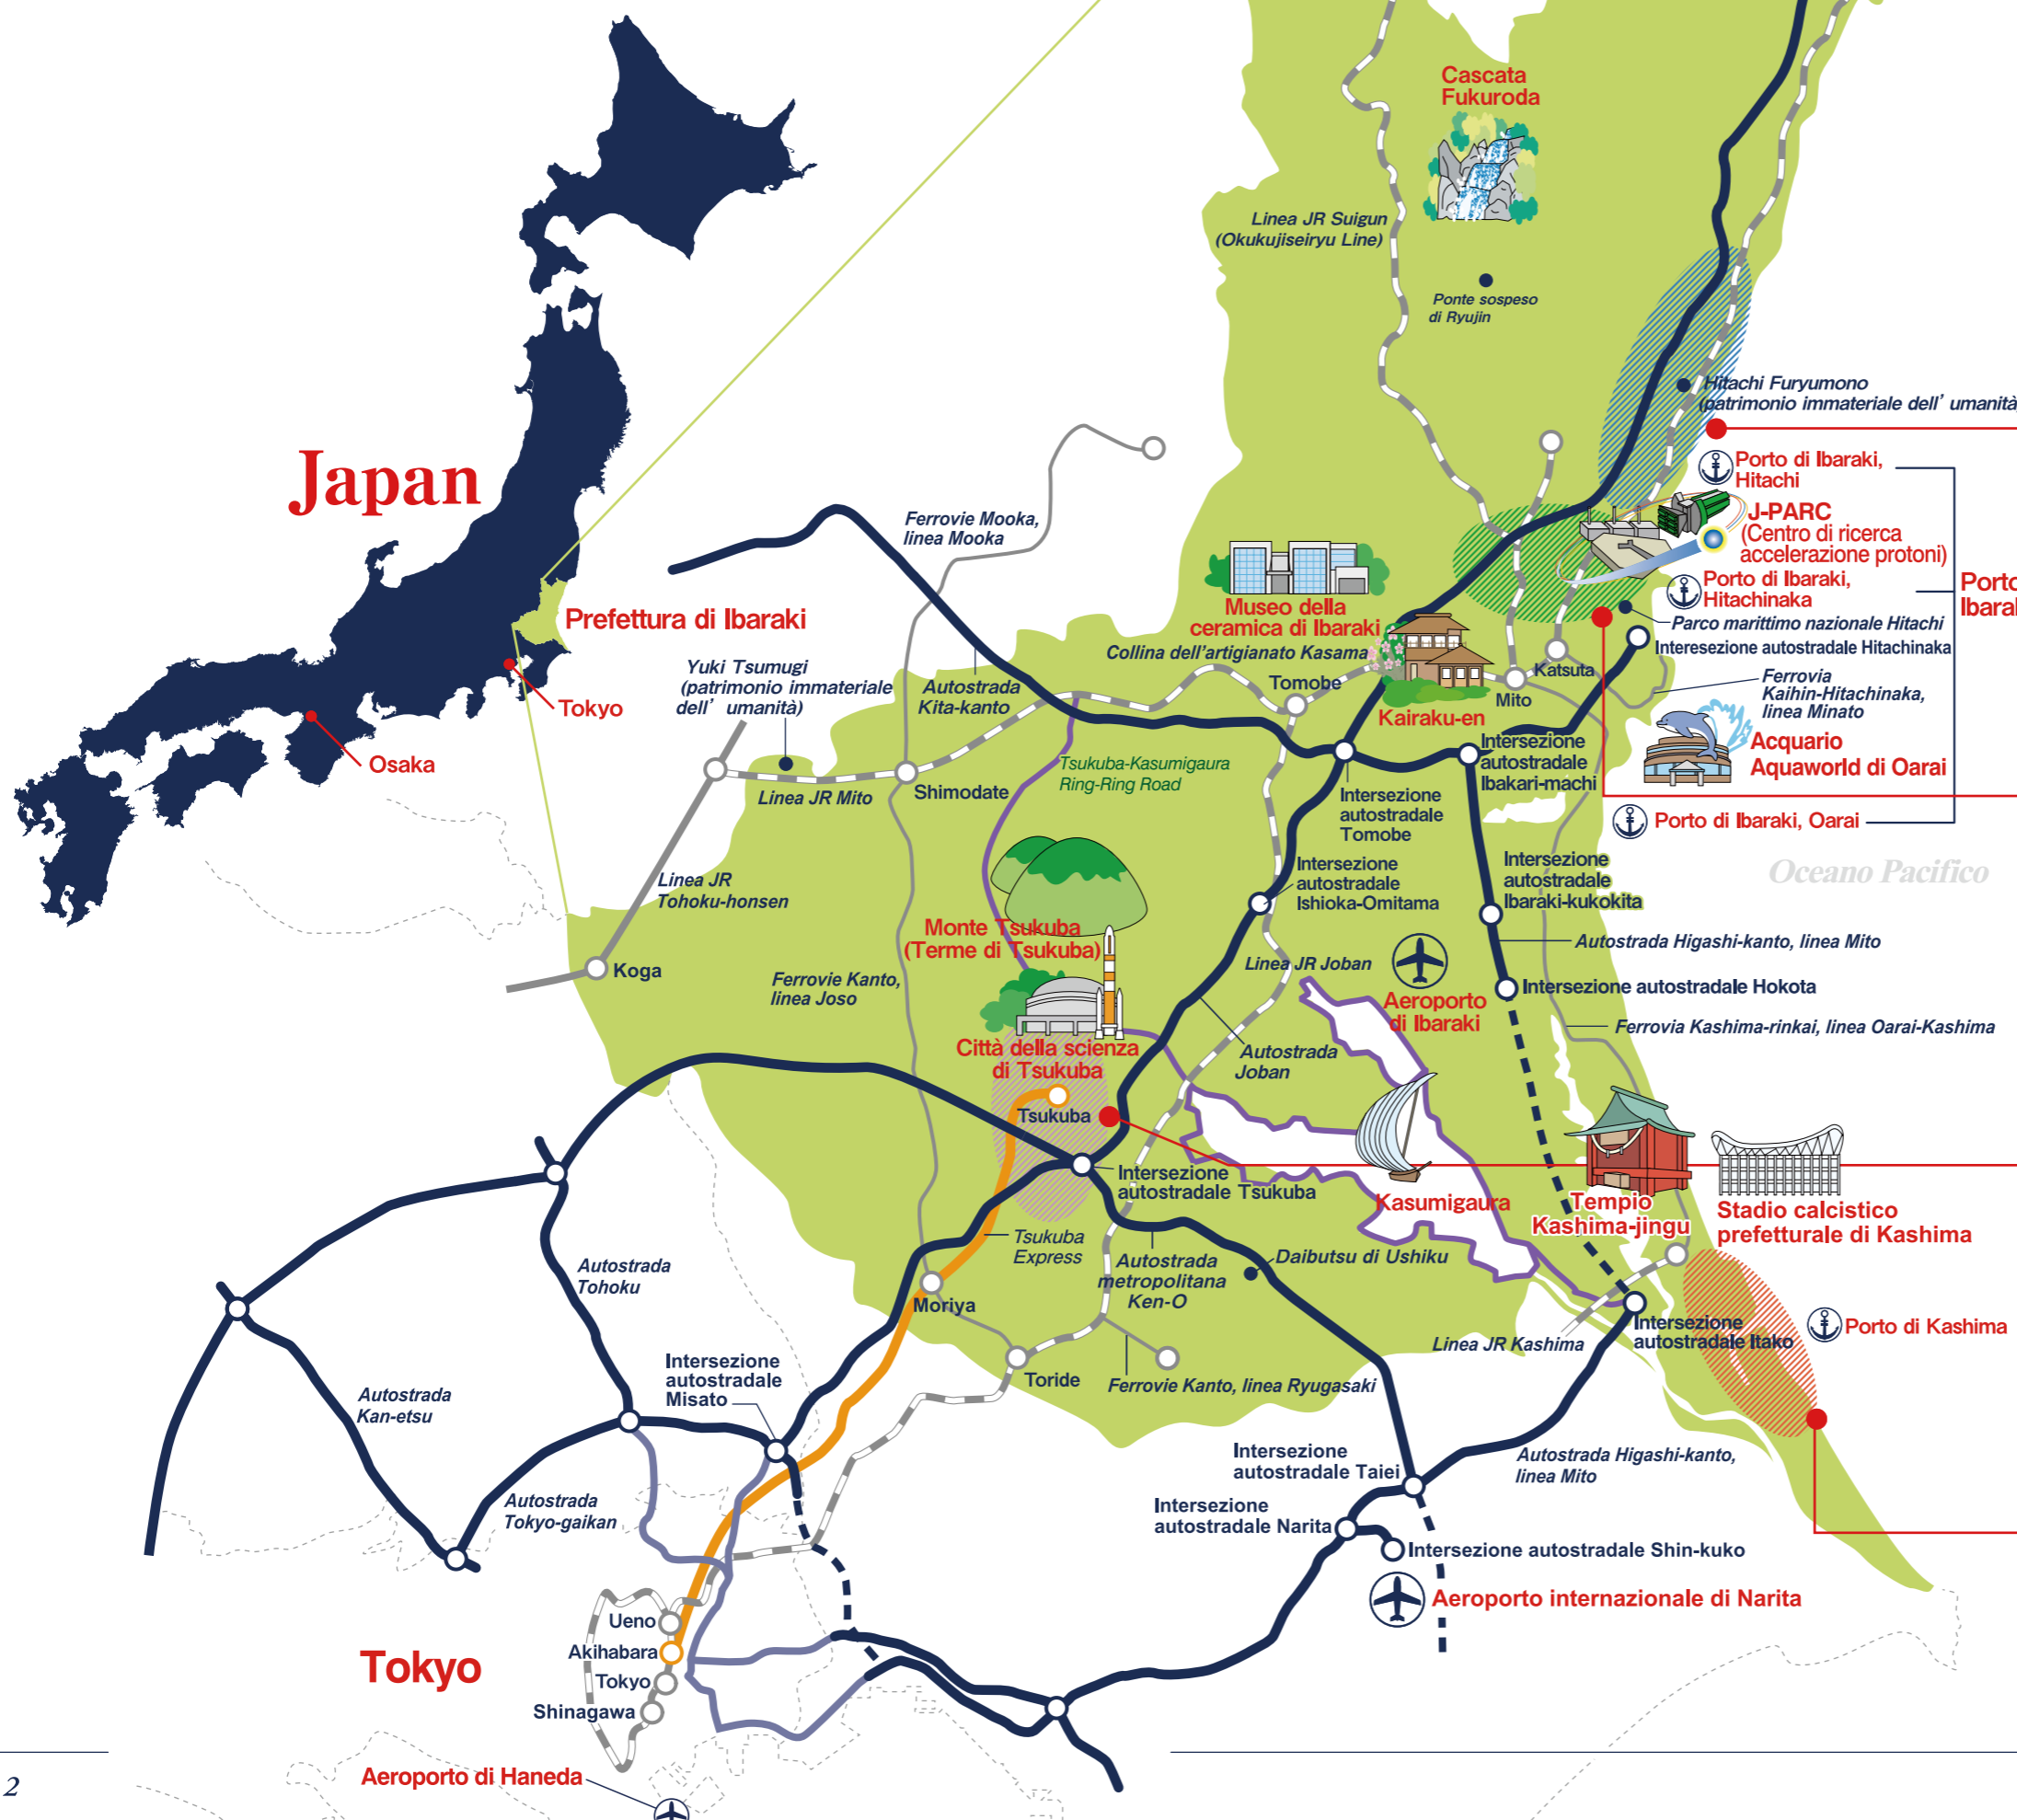 Cascata
Fukuroda
Linea JR Suigun
(Okukujiseiryu Line)
Ponte sospeso
di Ryujin
Hitachi Furyumono
(patrimonio immateriale dell’ umanità
Japan
Prefettura di Ibaraki
Tokyo
Osaka
Porto di Ibaraki,
Hitachi
J-PARC
(Centro di ricerca
accelerazione protoni)
Porto di Ibaraki,
Hitachinaka
Parco marittimo nazionale Hitachi
Interesezione autostradale Hitachinaka
Ferrovie Mooka,
linea Mooka
Museo della
ceramica di Ibaraki
Collina dell'artigianato Kasama
Yuki Tsumugi
(patrimonio immateriale
dell’ umanità)
Autostrada
Kita-kanto
Tomobe
Kairaku-en
Mito
Katsuta
Ferrovia
Kaihin-Hitachinaka,
linea Minato
Acquario
Aquaworld di Oarai
Porto di Ibaraki, Oarai
Linea JR Mito
Shimodate
Tsukuba-Kasumigaura
Ring-Ring Road
Intersezione
autostradale
Tomobe
Intersezione
autostradale
Ibakari-machi
Oceano Pacifico
Linea JR
Tohoku-honsen
Koga
Intersezione
autostradale
Ishioka-Omitama
Intersezione
autostradale
Ibaraki-kukokita
Monte Tsukuba
(Terme di Tsukuba)
Ferrovie Kanto,
linea Joso
Linea JR Joban
Aeroporto
di Ibaraki
Autostrada Higashi-kanto, linea Mito
Intersezione autostradale Hokota
Ferrovia Kashima-rinkai, linea Oarai-Kashima
Città della scienza
di Tsukuba
Tsukuba
Autostrada
Joban
Intersezione
autostradale Tsukuba
Kasumigaura
Tempio
Kashima-jingu
Stadio calcistico
prefetturale di Kashima
Tsukuba
Express
Autostrada
metropolitana
Ken-O
Daibutsu di Ushiku
Autostrada
Tohoku
Moriya
Linea JR Kashima
Intersezione
autostradale Itako
Porto di Kashima
Intersezione
autostradale
Misato
Toride
Ferrovie Kanto, linea Ryugasaki
Autostrada
Kan-etsu
Intersezione
autostradale Taiei
Autostrada Higashi-kanto,
linea Mito
Autostrada
Tokyo-gaikan
Intersezione
autostradale Narita
Intersezione autostradale Shin-kuko
Aeroporto internazionale di Narita
Tokyo
Ueno
Akihabara
Tokyo
Shinagawa
Aeroporto di Haneda
2